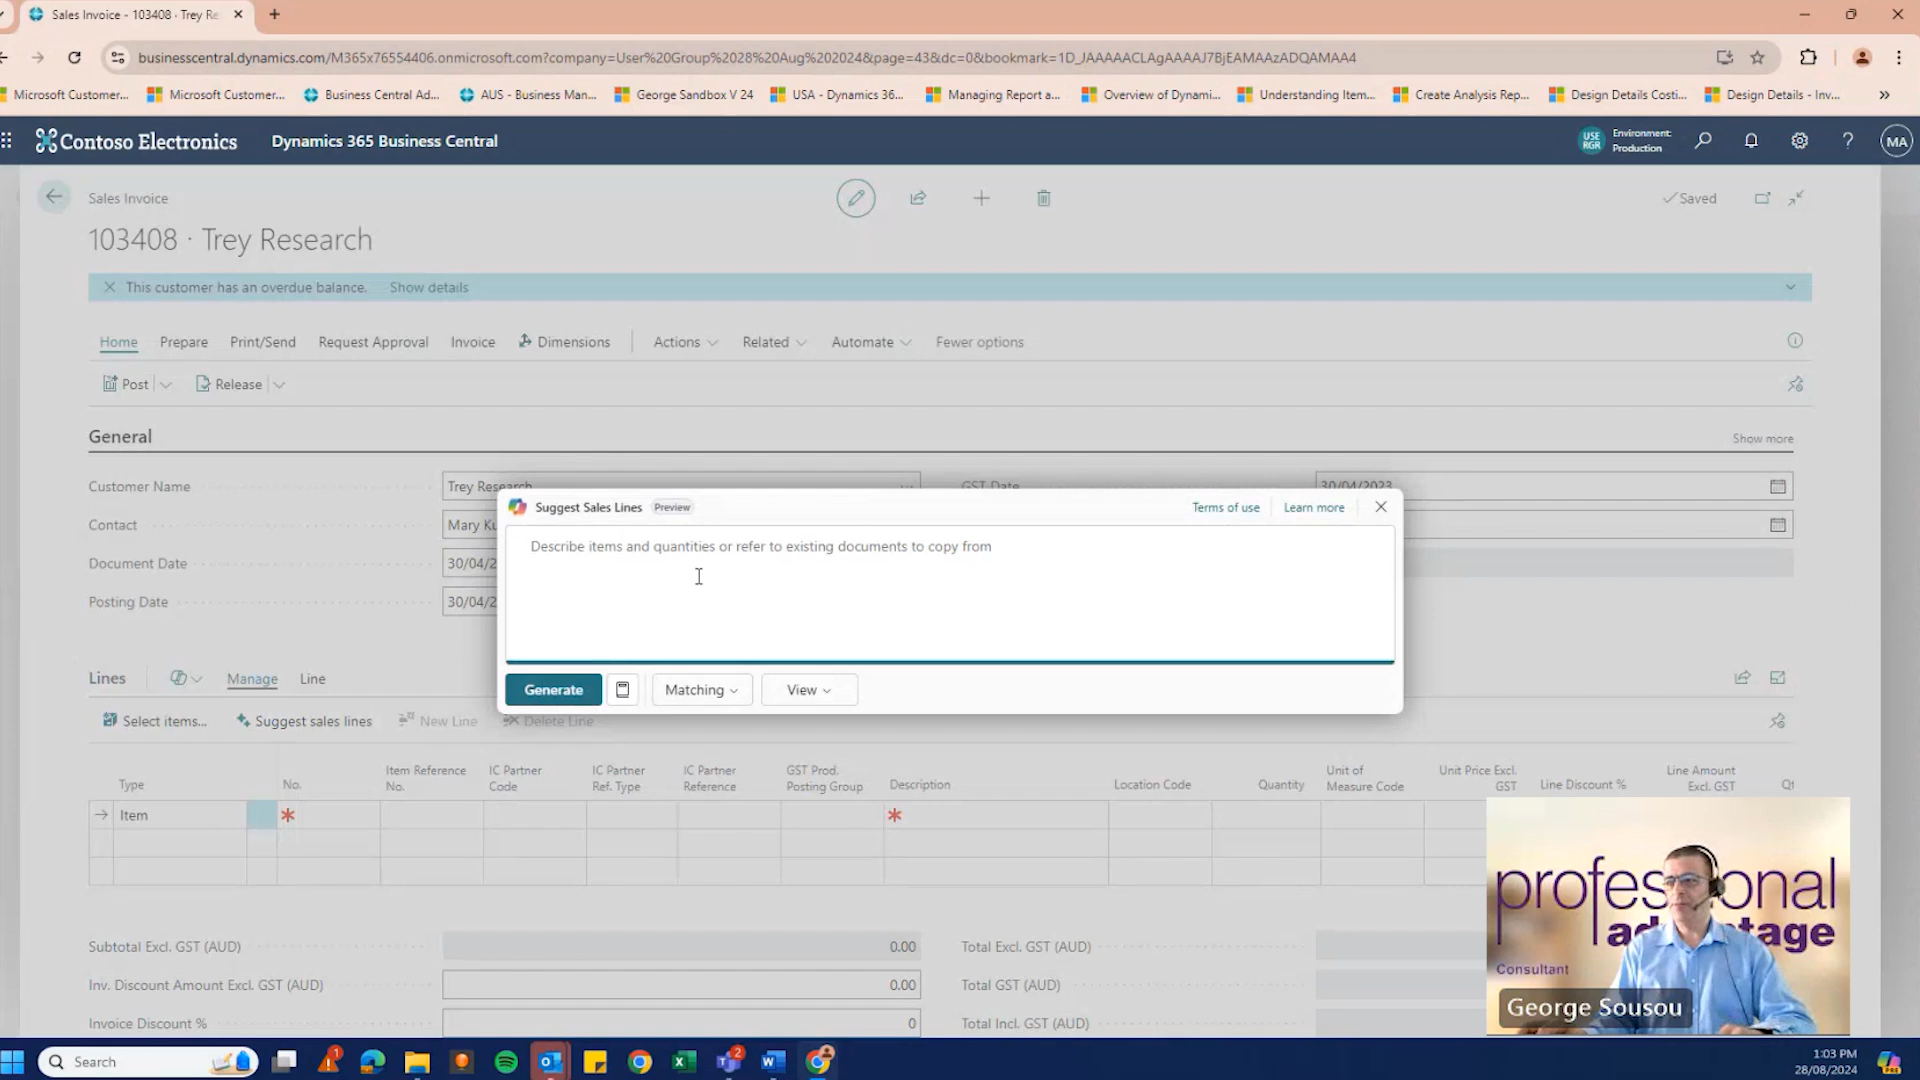 Sales Invoice - 103408 · Trey Re
businesscentral.dynamics.com/M365x76554406.onmicrosoft.com?company=User%20Group%2028%20Aug%202024&page=43&dc=0&bookmark=1D_JAAAAACLAgAAAAJ7BjEAMAAzADQAMAA4
Microsoft Customer... Microsoft Customer... Business Central Ad... AUS - Business Man... George Sandbox V 24 USA - Dynamics 36... Managing Report a... Overview of Dynami... Understanding Item... Create Analysis Rep... Design Details Costi... Design Details - Inv...
Contoso Electronics Dynamics 365 Business Central USE RGR Environment: Production ? MA
Sales Invoice Saved
103408 · Trey Research
This customer has an overdue balance. Show details
Home Prepare Print/Send Request Approval Invoice Dimensions Actions Related Automate Fewer options
Post Release
General Show more
Customer Name Trey Research GST Date 30/04/2023
Contact Mary Ku
Document Date 30/04/2
Posting Date 30/04/2
Suggest Sales Lines Preview Terms of use Learn more
Describe items and quantities or refer to existing documents to copy from
Generate Matching View
Lines Manage Line
Select items... Suggest sales lines New Line Delete Line
Type No. Item Reference No. IC Partner Code IC Partner Ref. Type IC Partner Reference GST Prod. Posting Group Description Location Code Quantity Unit of Measure Code Unit Price Excl. GST Line Discount % Line Amount Excl. GST Qt
Item * *
Subtotal Excl. GST (AUD) 0.00 Total Excl. GST (AUD)
Inv. Discount Amount Excl. GST (AUD) 0.00 Total GST (AUD)
Invoice Discount % 0 Total Incl. GST (AUD)
Consultant
George Sousou
Search 1 2
1:03 PM
28/08/2024